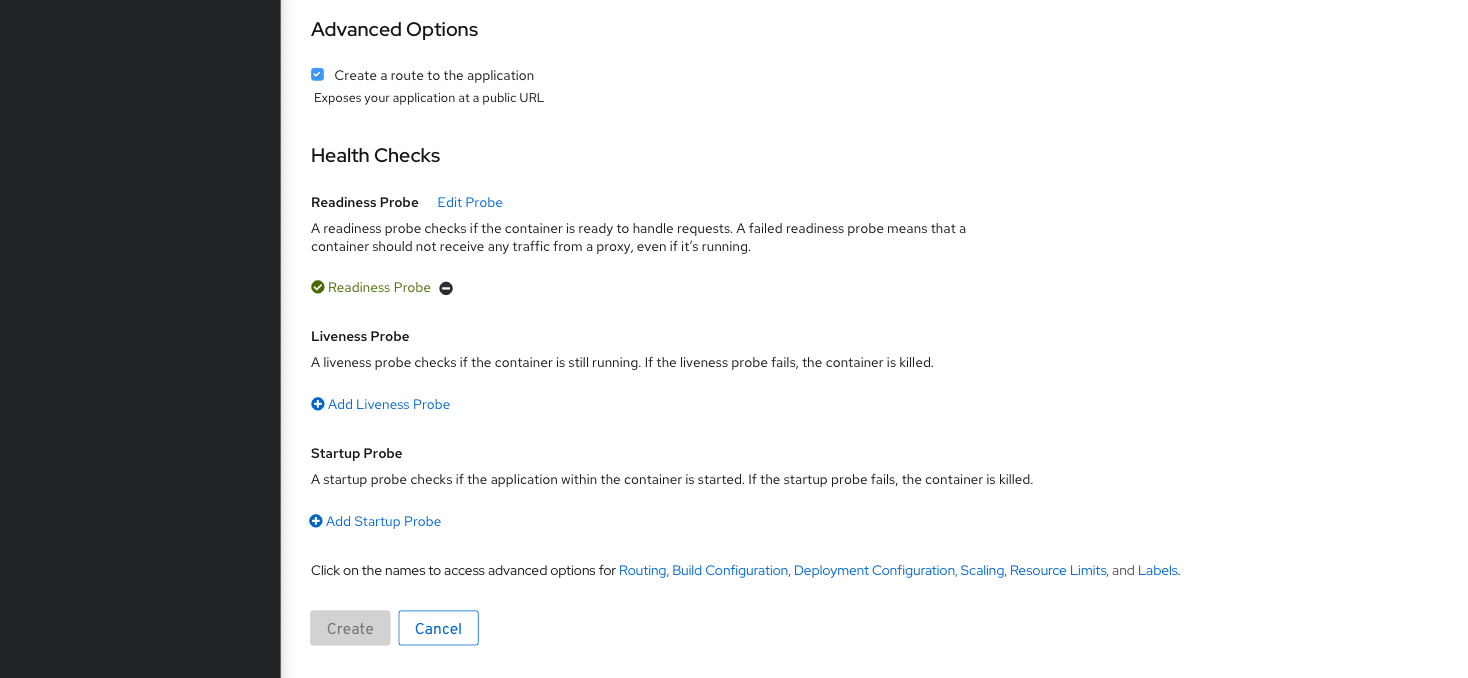 Advanced Options
Create a route to the application
Exposes your application at a public URL
Health Checks
Readiness Probe Edit Probe
A readiness probe checks if the container is ready to handle requests. A failed readiness probe means that a
container should not receive any traffic from a proxy, even if it’s running.
Readiness Probe
Liveness Probe
A liveness probe checks if the container is still running. If the liveness probe fails, the container is killed.
Add Liveness Probe
Startup Probe
A startup probe checks if the application within the container is started. If the startup probe fails, the container is killed.
Add Startup Probe
Click on the names to access advanced options for Routing, Build Configuration, Deployment Configuration, Scaling, Resource Limits, and Labels.
Create Cancel